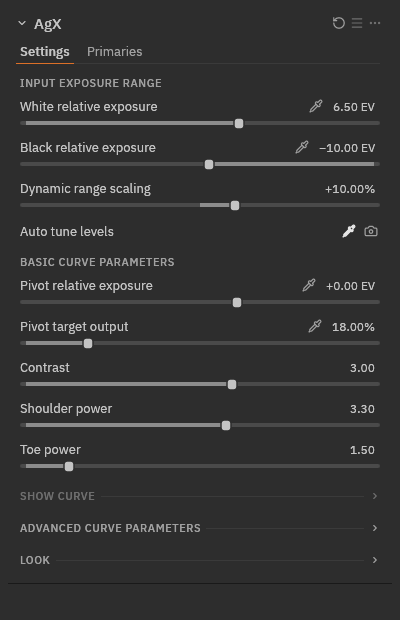 AgX
Settings Primaries
INPUT EXPOSURE RANGE
White relative exposure 6.50 EV
Black relative exposure −10.00 EV
Dynamic range scaling +10.00%
Auto tune levels
BASIC CURVE PARAMETERS
Pivot relative exposure +0.00 EV
Pivot target output 18.00%
Contrast 3.00
Shoulder power 3.30
Toe power 1.50
SHOW CURVE
ADVANCED CURVE PARAMETERS
LOOK